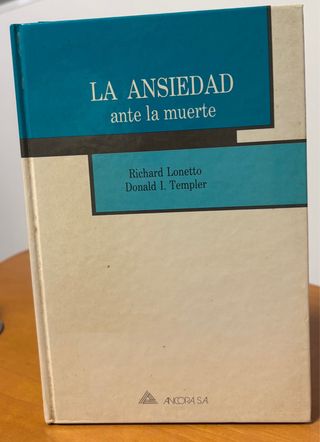 LA ANSIEDAD
ante la muerte
Richard Lonetto
Donald I. Templer
ANCORA, S.A.